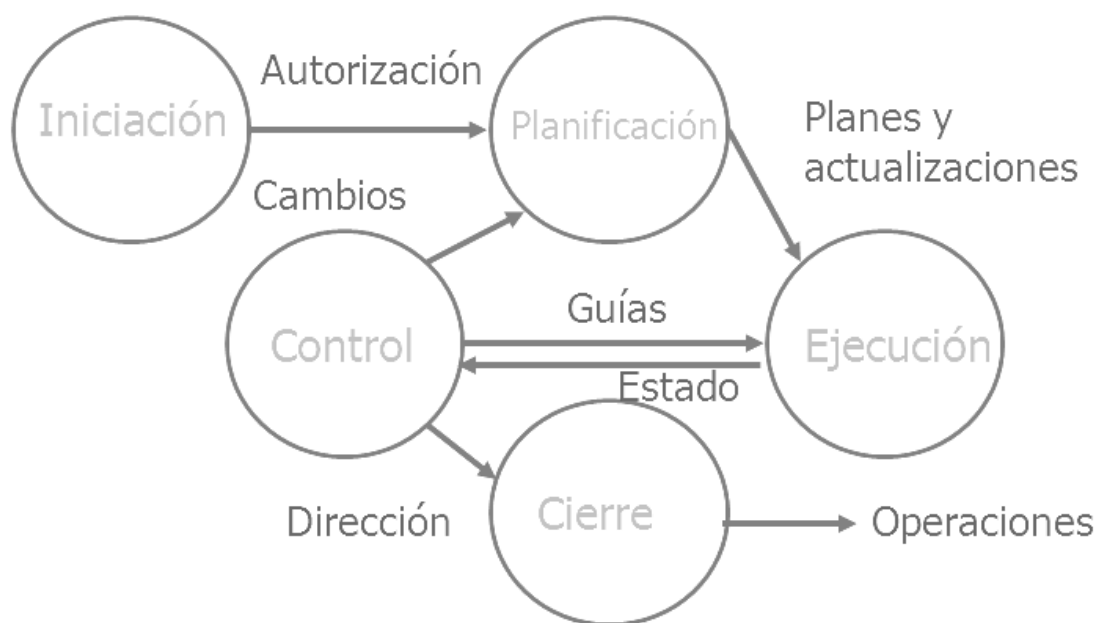 Autorización
Iniciación
Planificación
Planes y
actualizaciones
Cambios
Guías
Control
Ejecución
Estado
Cierre
Dirección
Operaciones